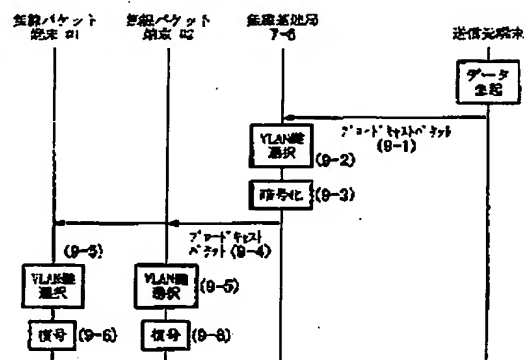 無線パケット
端末 #1
無線パケット
端末 #2
無線基地局
7-6
送信元端末
データ
生起
ブロードキャストパケット
(9-1)
VLAN鍵
選択
(9-2)
暗号化
(9-3)
ブロードキャスト
パケット (9-4)
(9-5)
VLAN鍵
選択
VLAN鍵
選択
(9-5)
復号
(9-6)
復号
(9-6)